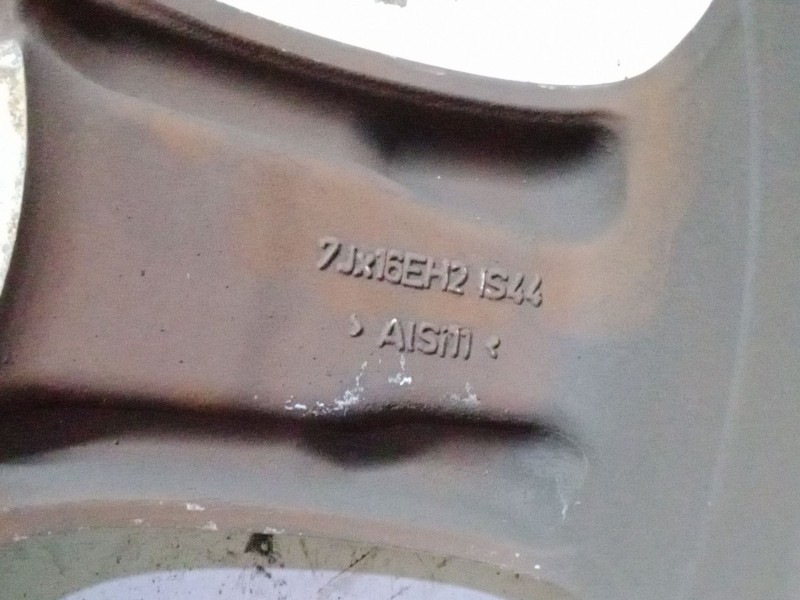 7Jx16EH2 IS44
> AlSi11 <